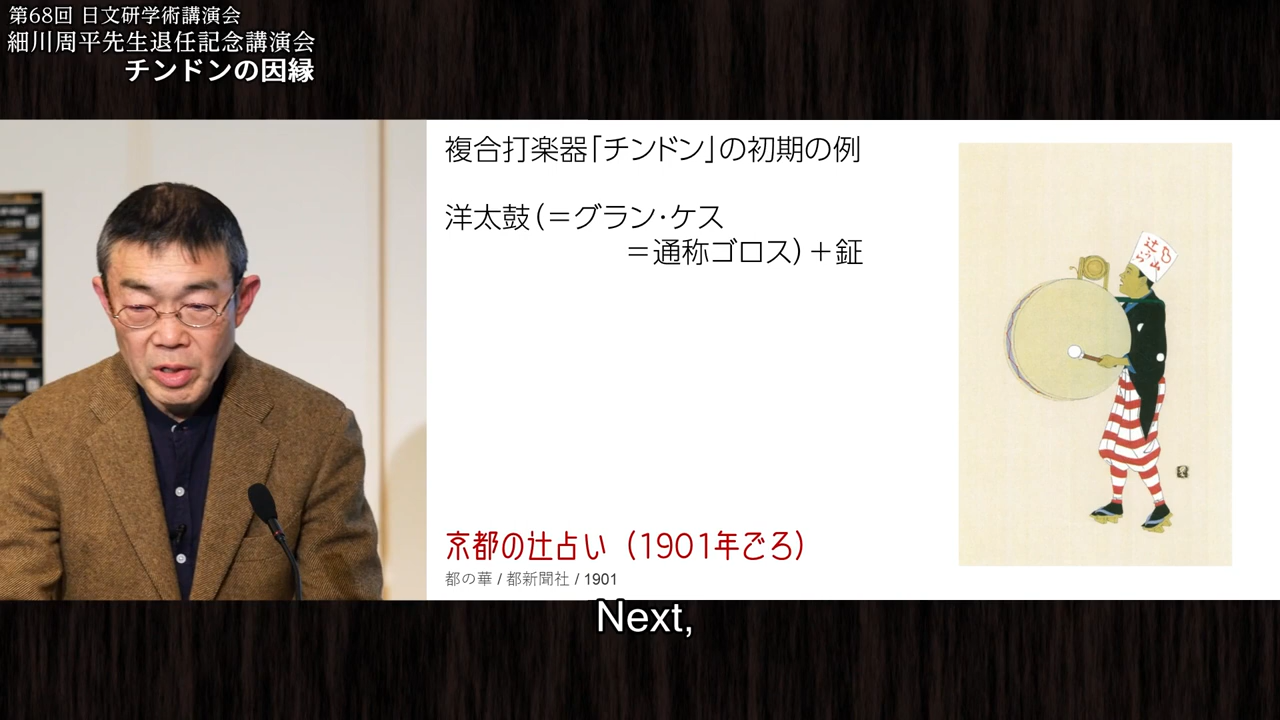 第68回 日文研学術講演会
細川周平先生退任記念講演会
チンドンの因縁
複合打楽器「チンドン」の初期の例
洋太鼓(=グラン・ケス
=通称ゴロス)+鉦
京都の辻占い (1901年ごろ)
都の華 / 都新聞社 / 1901
Next,